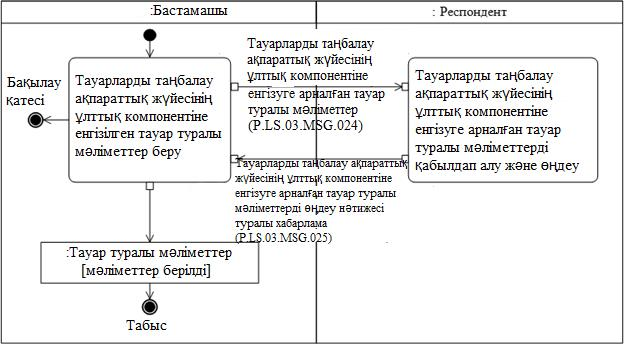 :Бастамашы
: Респондент
Бақылау
қатесі
Тауарларды таңбалау
ақпараттық жүйесінің
ұлттық компонентіне
енгізілген тауар туралы
мәліметтер беру
Тауарларды таңбалау
ақпараттық жүйесінің
ұлттық компонентіне
енгізуге арналған тауар
туралы мәліметтер
(P.LS.03.MSG.024)
Тауарларды таңбалау
ақпараттық жүйесінің
ұлттық компонентіне
енгізуге арналған тауар
туралы мәліметтерді
қабылдап алу және өңдеу
Тауарларды таңбалау ақпараттық
жүйесінің ұлттық компонентіне
енгізуге арналған тауар туралы
мәліметтерді өңдеу нәтижесі
туралы хабарлама
(P.LS.03.MSG.025)
:Тауар туралы мәліметтер
[мәліметтер берілді]
Табыс